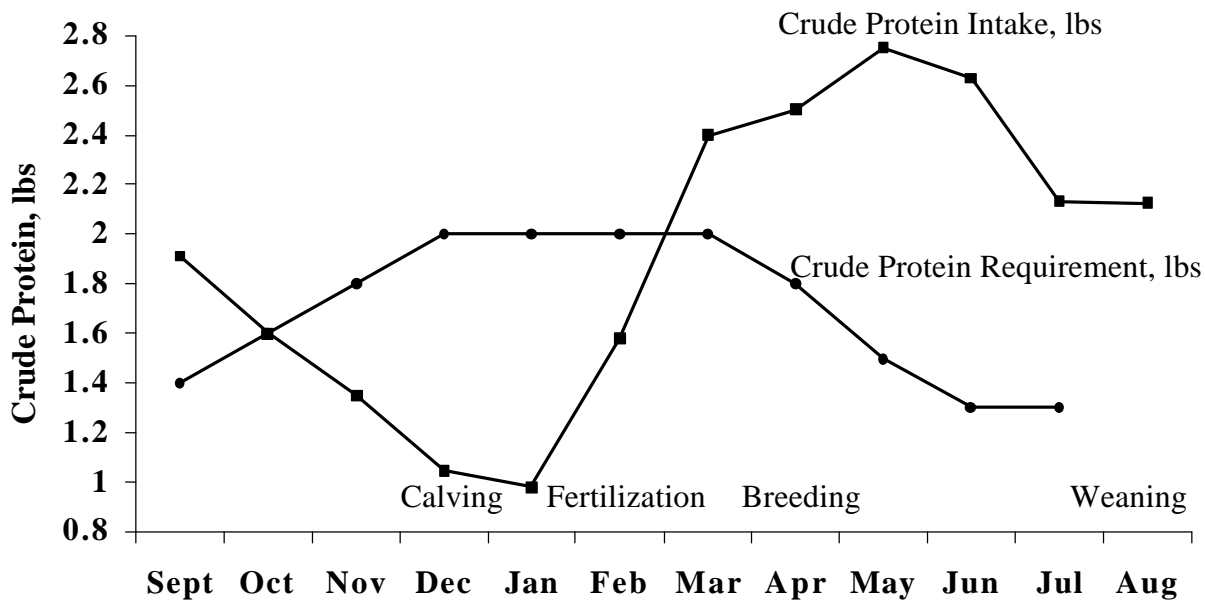 Crude Protein Intake, lbs
Crude Protein, lbs
2.8
2.6
2.4
2.2
2
1.8
1.6
1.4
1.2
1
0.8
Crude Protein Requirement, lbs
Calving Fertilization Breeding Weaning
Sept Oct Nov Dec Jan Feb Mar Apr May Jun Jul Aug